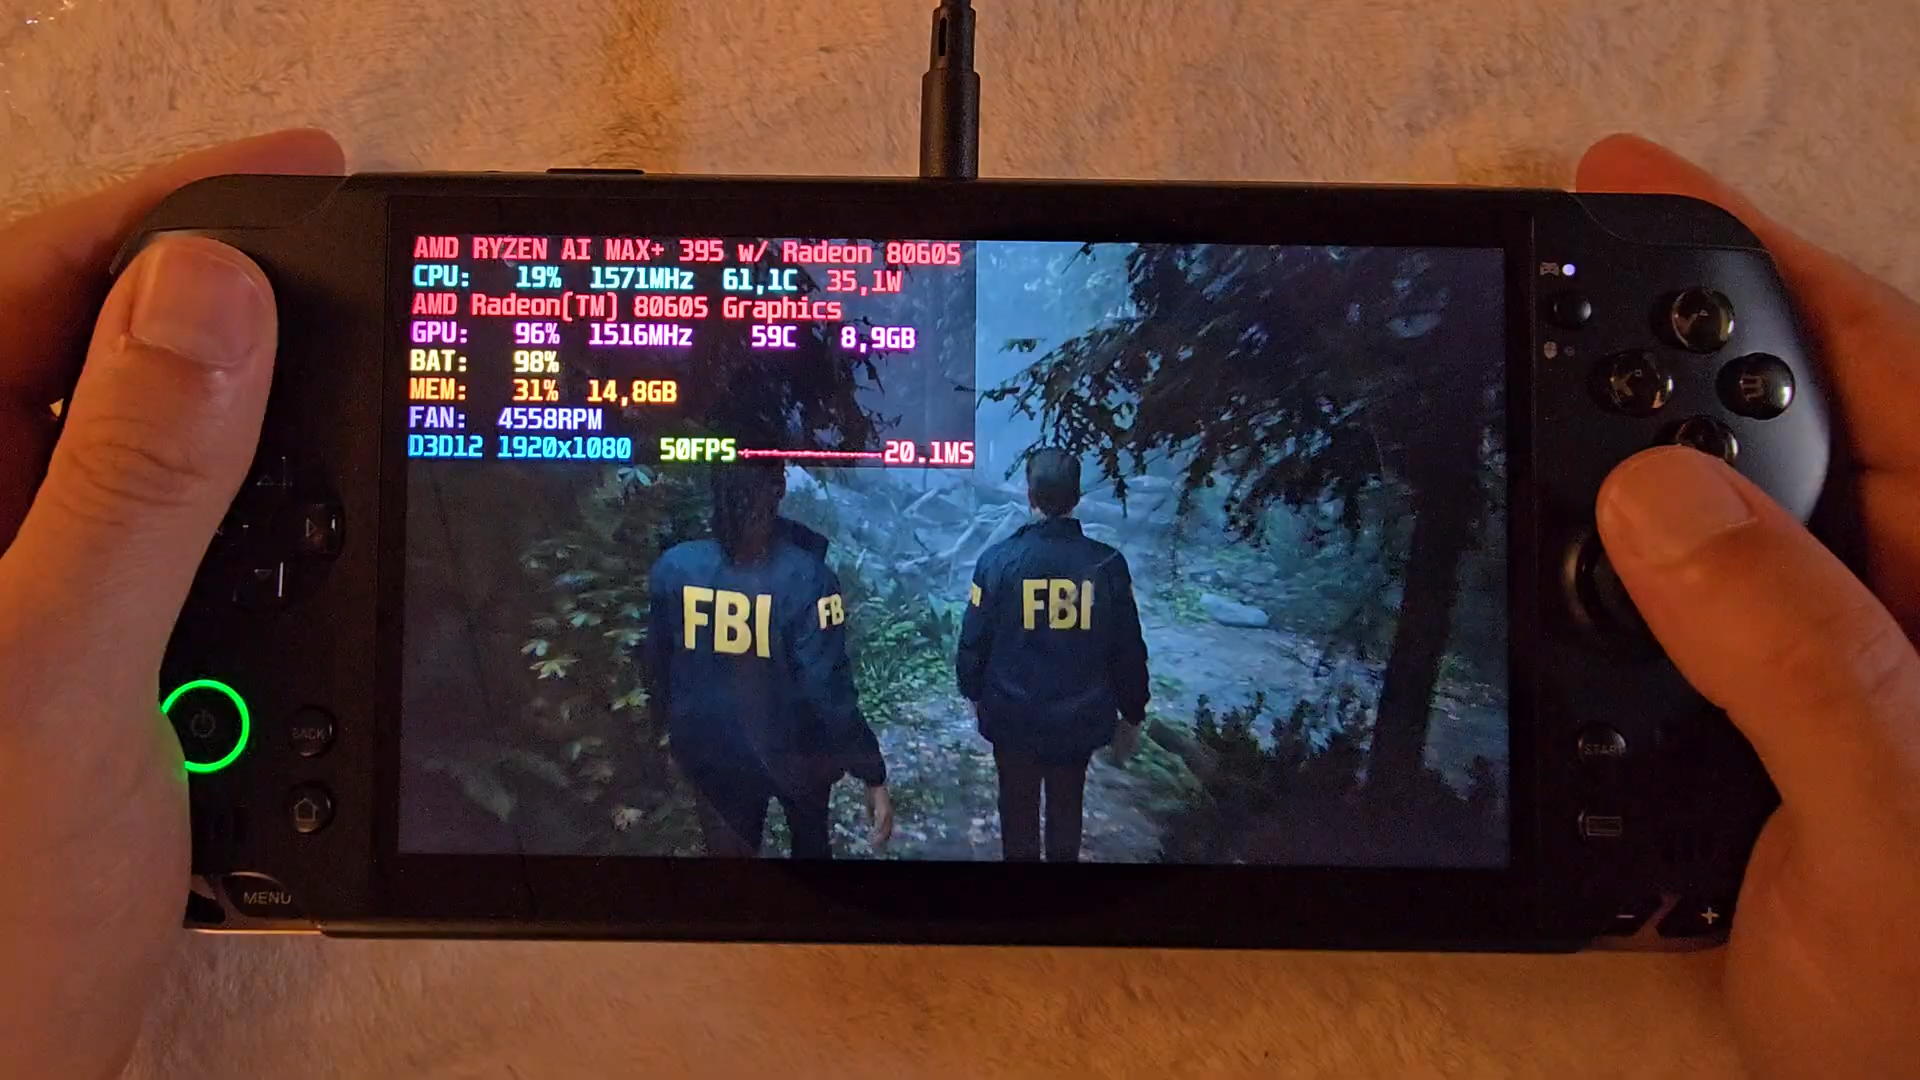 AMD RYZEN AI MAX+ 395 w/ Radeon 8060S
CPU: 19% 1571MHz 61,1C 35,1W
AMD Radeon(TM) 8060S Graphics
GPU: 96% 1516MHz 59C 8,9GB
BAT: 98%
MEM: 31% 14,8GB
FAN: 4558RPM
D3D12 1920x1080 50FPS 20.1MS
FBI FB
FBI
BACK
START
MENU
- +